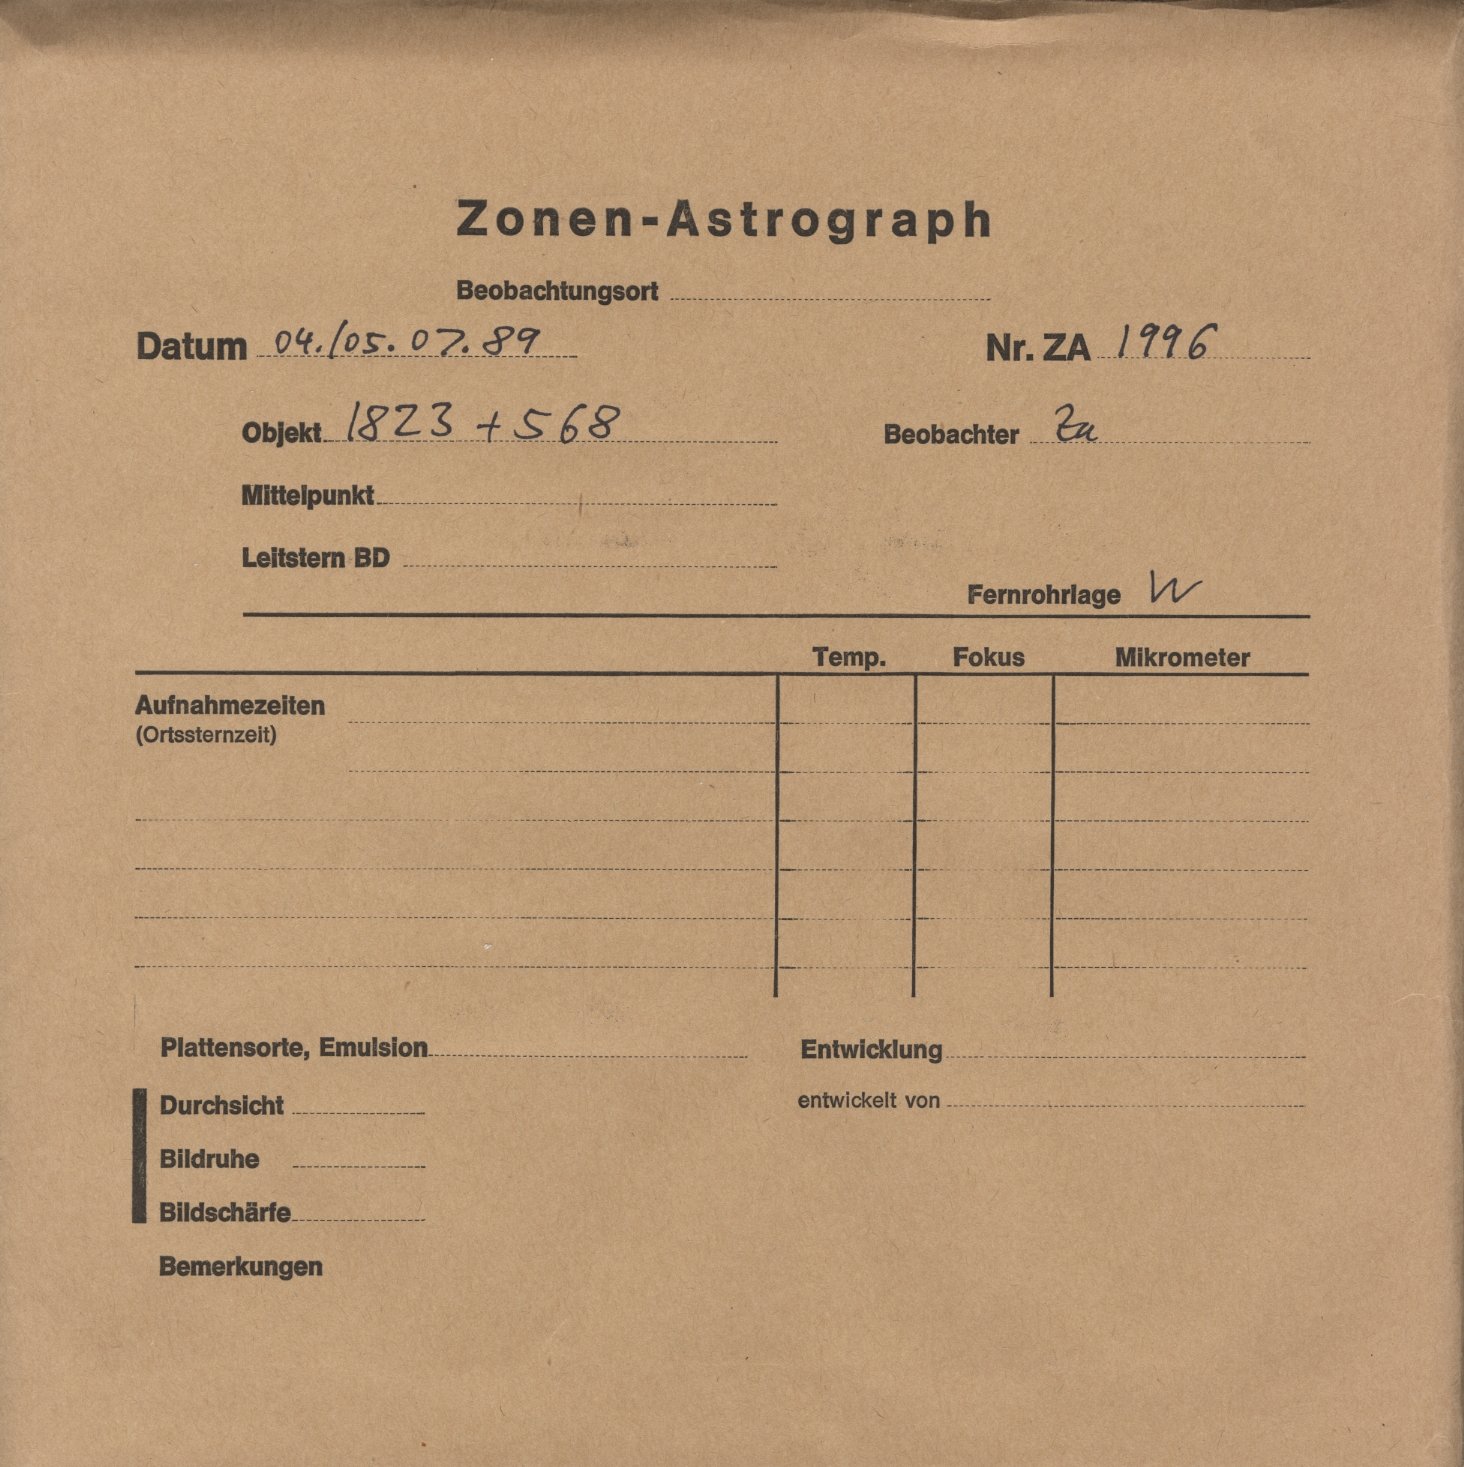 Zonen-Astrograph
Beobachtungsort
Datum 04./05.07.89 Nr. ZA 1996
Objekt 1823 + 568 Beobachter Za
Mittelpunkt
Leitstern BD
Fernrohrlage W
Temp. Fokus Mikrometer
Aufnahmezeiten
(Ortssternzeit)
Plattensorte, Emulsion Entwicklung
Durchsicht entwickelt von
Bildruhe
Bildschärfe
Bemerkungen